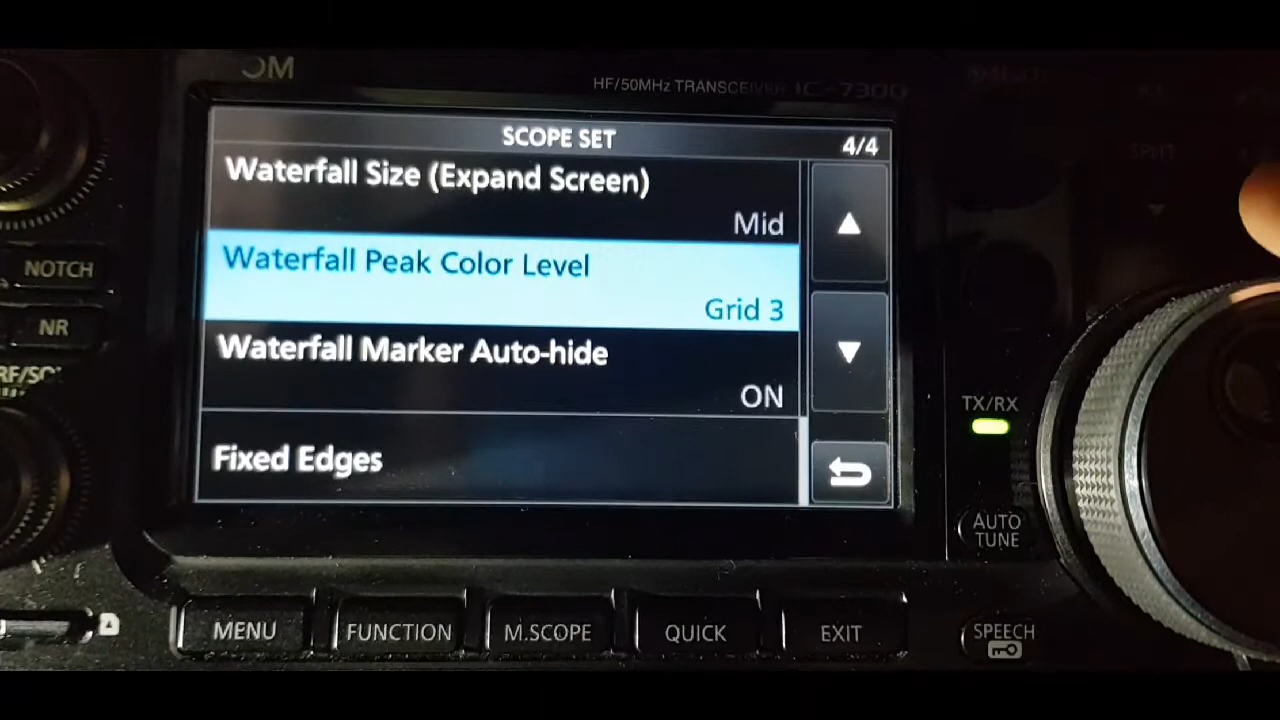 OM
HF/50MHz TRANSCEIVER IC-7300
SCOPE SET
4/4
Waterfall Size (Expand Screen)
Mid
Waterfall Peak Color Level
Grid 3
Waterfall Marker Auto-hide
ON
Fixed Edges
NOTCH
NR
SPLIT
TX/RX
AUTO
TUNE
MENU
FUNCTION
M.SCOPE
QUICK
EXIT
SPEECH